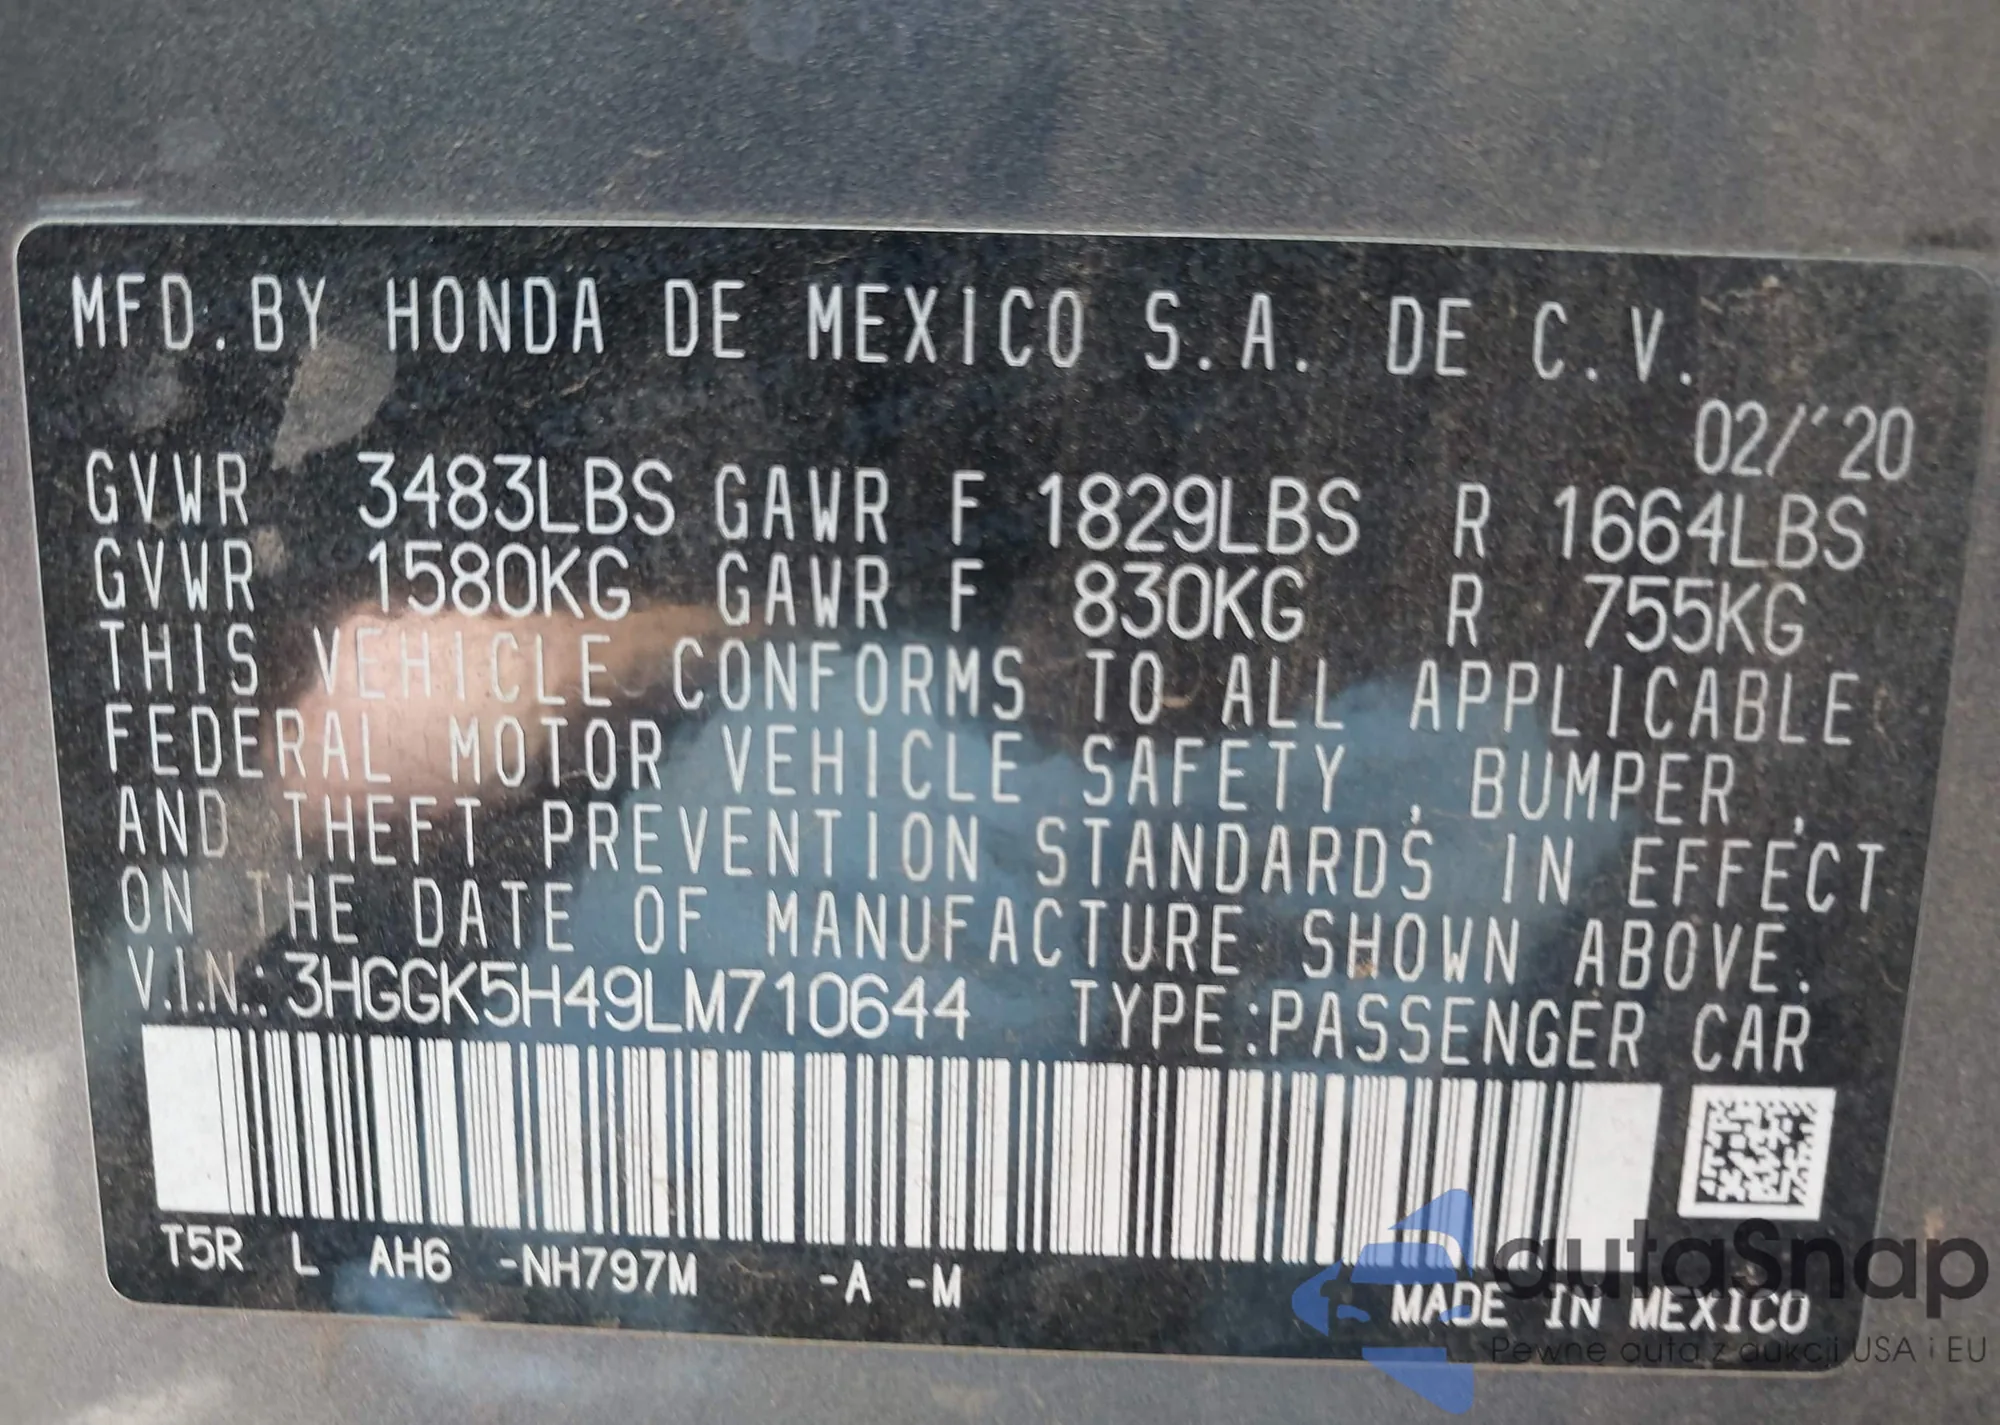 MFD. BY HONDA DE MEXICO S.A. DE C.V.
02/'20
GVWR 3483LBS GAWR F 1829LBS R 1664LBS
GVWR 1580KG GAWR F 830KG R 755KG
THIS VEHICLE CONFORMS TO ALL APPLICABLE
FEDERAL MOTOR VEHICLE SAFETY, BUMPER,
AND THEFT PREVENTION STANDARDS IN EFFECT
ON THE DATE OF MANUFACTURE SHOWN ABOVE.
V.I.N.: 3HGGK5H49LM710644 TYPE:PASSENGER CAR
T5R L AH6 -NH797M -A -M
MADE IN MEXICO
autaSnap
Pewne auta z aukcji USA i EU